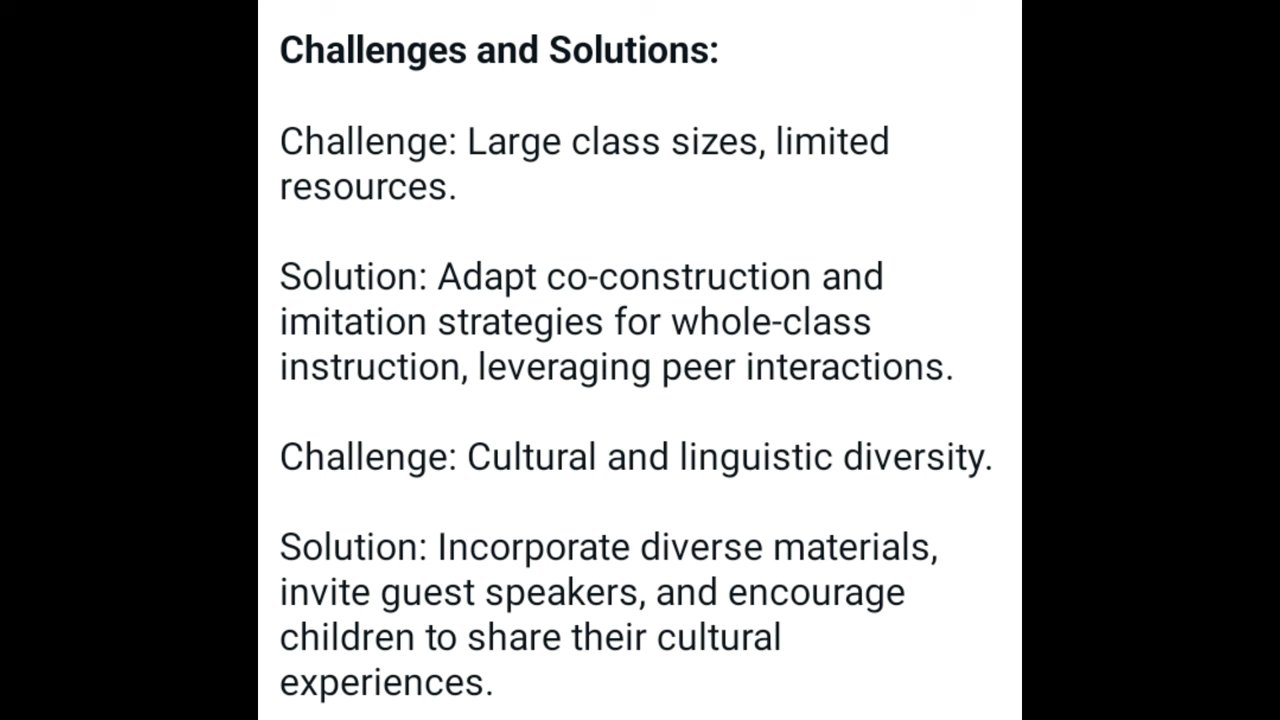 Challenges and Solutions:
Challenge: Large class sizes, limited
resources.
Solution: Adapt co-construction and
imitation strategies for whole-class
instruction, leveraging peer interactions.
Challenge: Cultural and linguistic diversity.
Solution: Incorporate diverse materials,
invite guest speakers, and encourage
children to share their cultural
experiences.